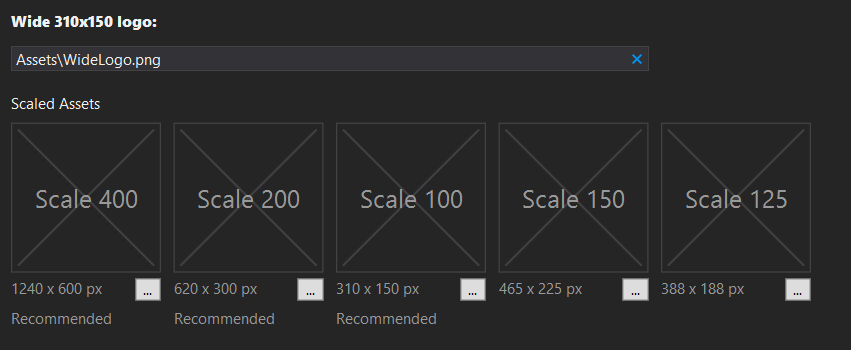 Wide 310x150 logo:
Assets\WideLogo.png
Scaled Assets
Scale 400 Scale 200 Scale 100 Scale 150 Scale 125
1240 x 600 px ... 620 x 300 px ... 310 x 150 px ... 465 x 225 px ... 388 x 188 px ...
Recommended Recommended Recommended